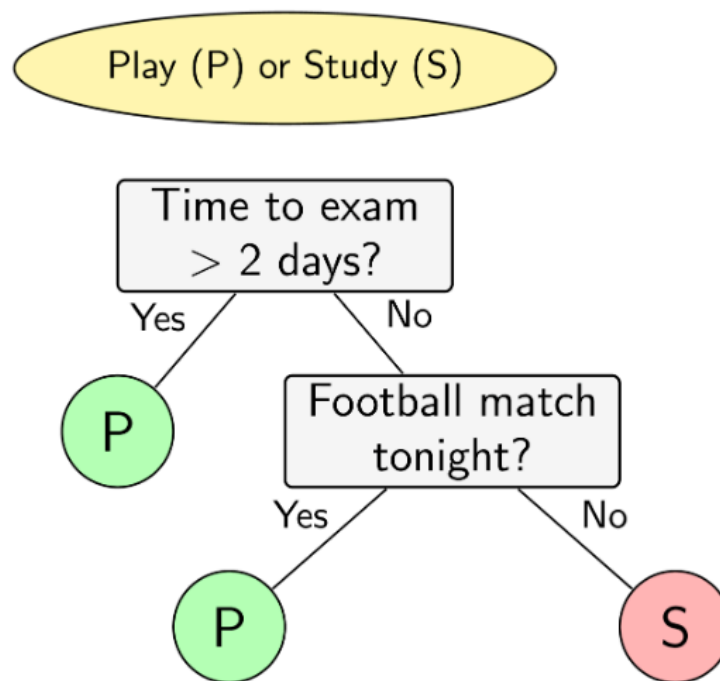 Play (P) or Study (S)
Time to exam
> 2 days?
Yes
No
P
Football match
tonight?
Yes
No
P
S